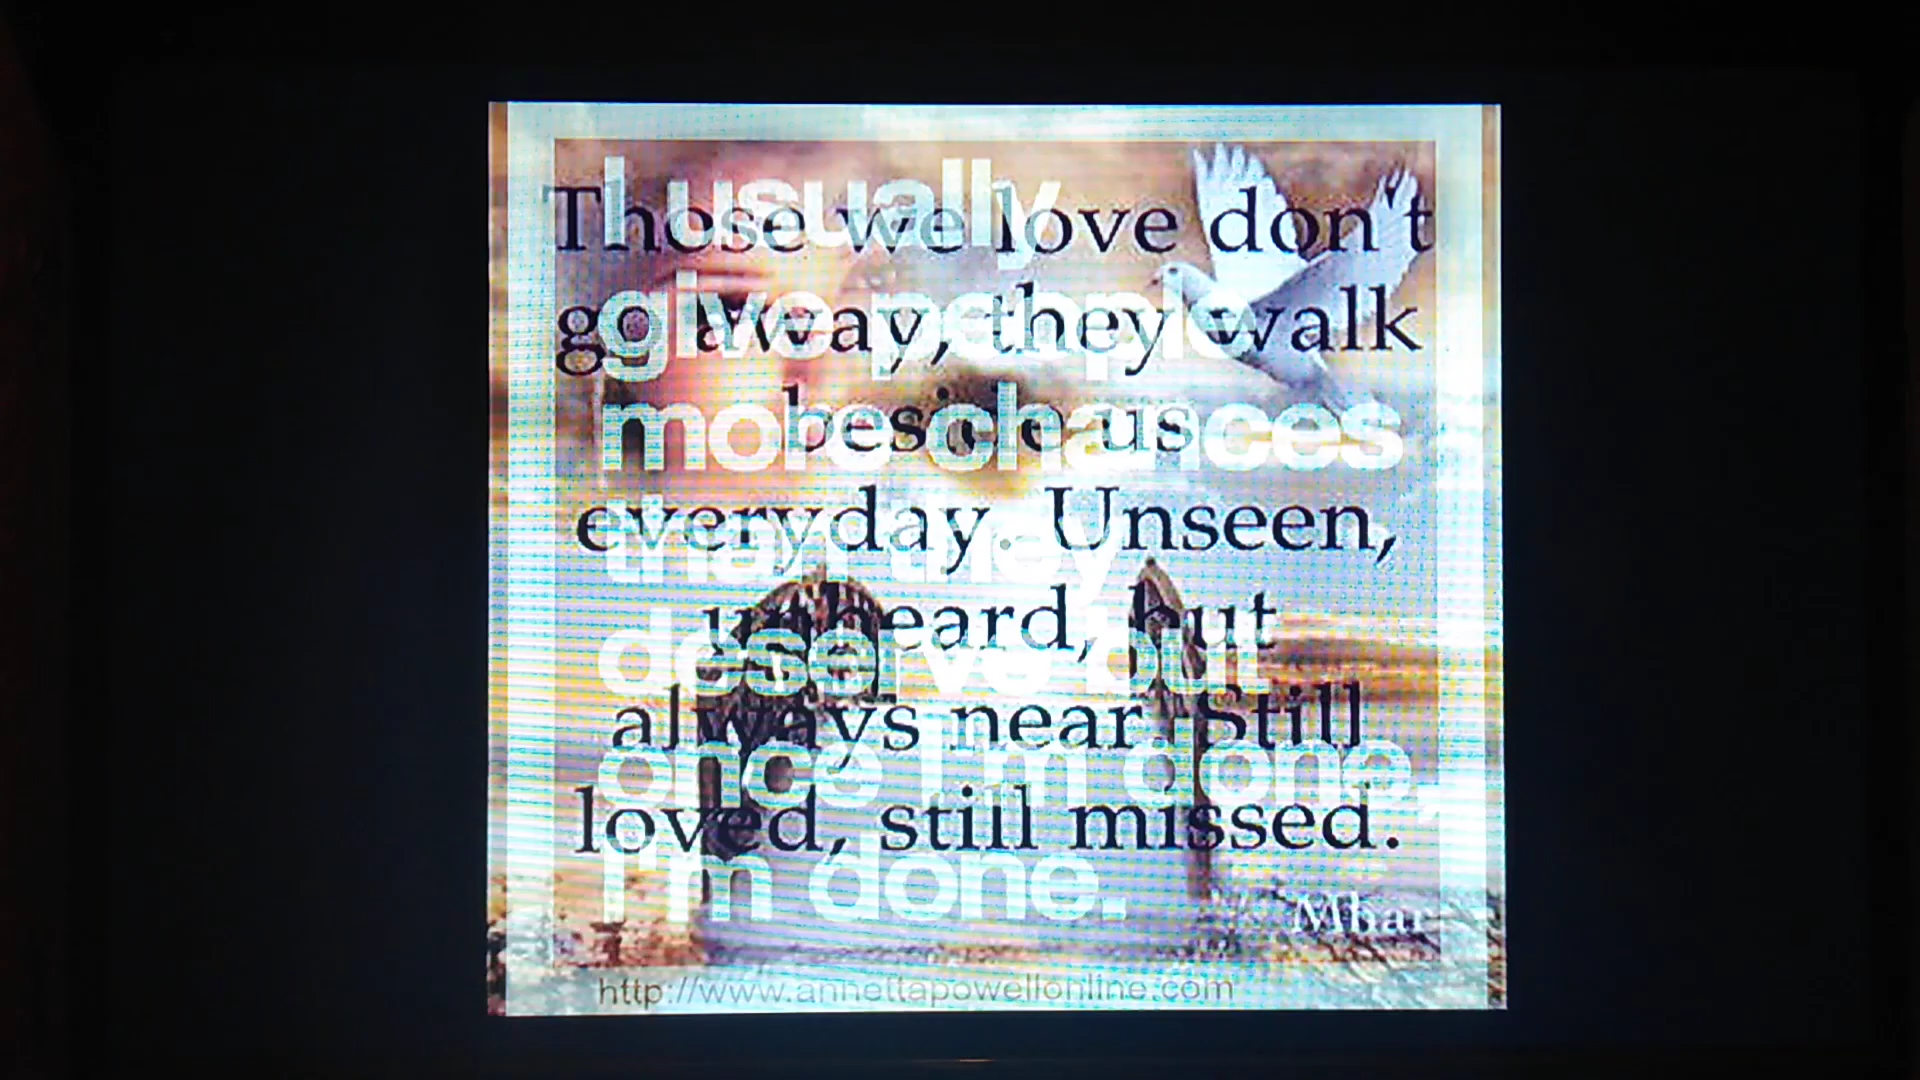 Those we love don't
go away, they walk
beside us
everyday. Unseen,
unheard, but
always near. Still
loved, still missed.
I usually
give people
more chances
than they
deserve but
once I'm done,
I'm done.
http://www.annettapowellonline.com